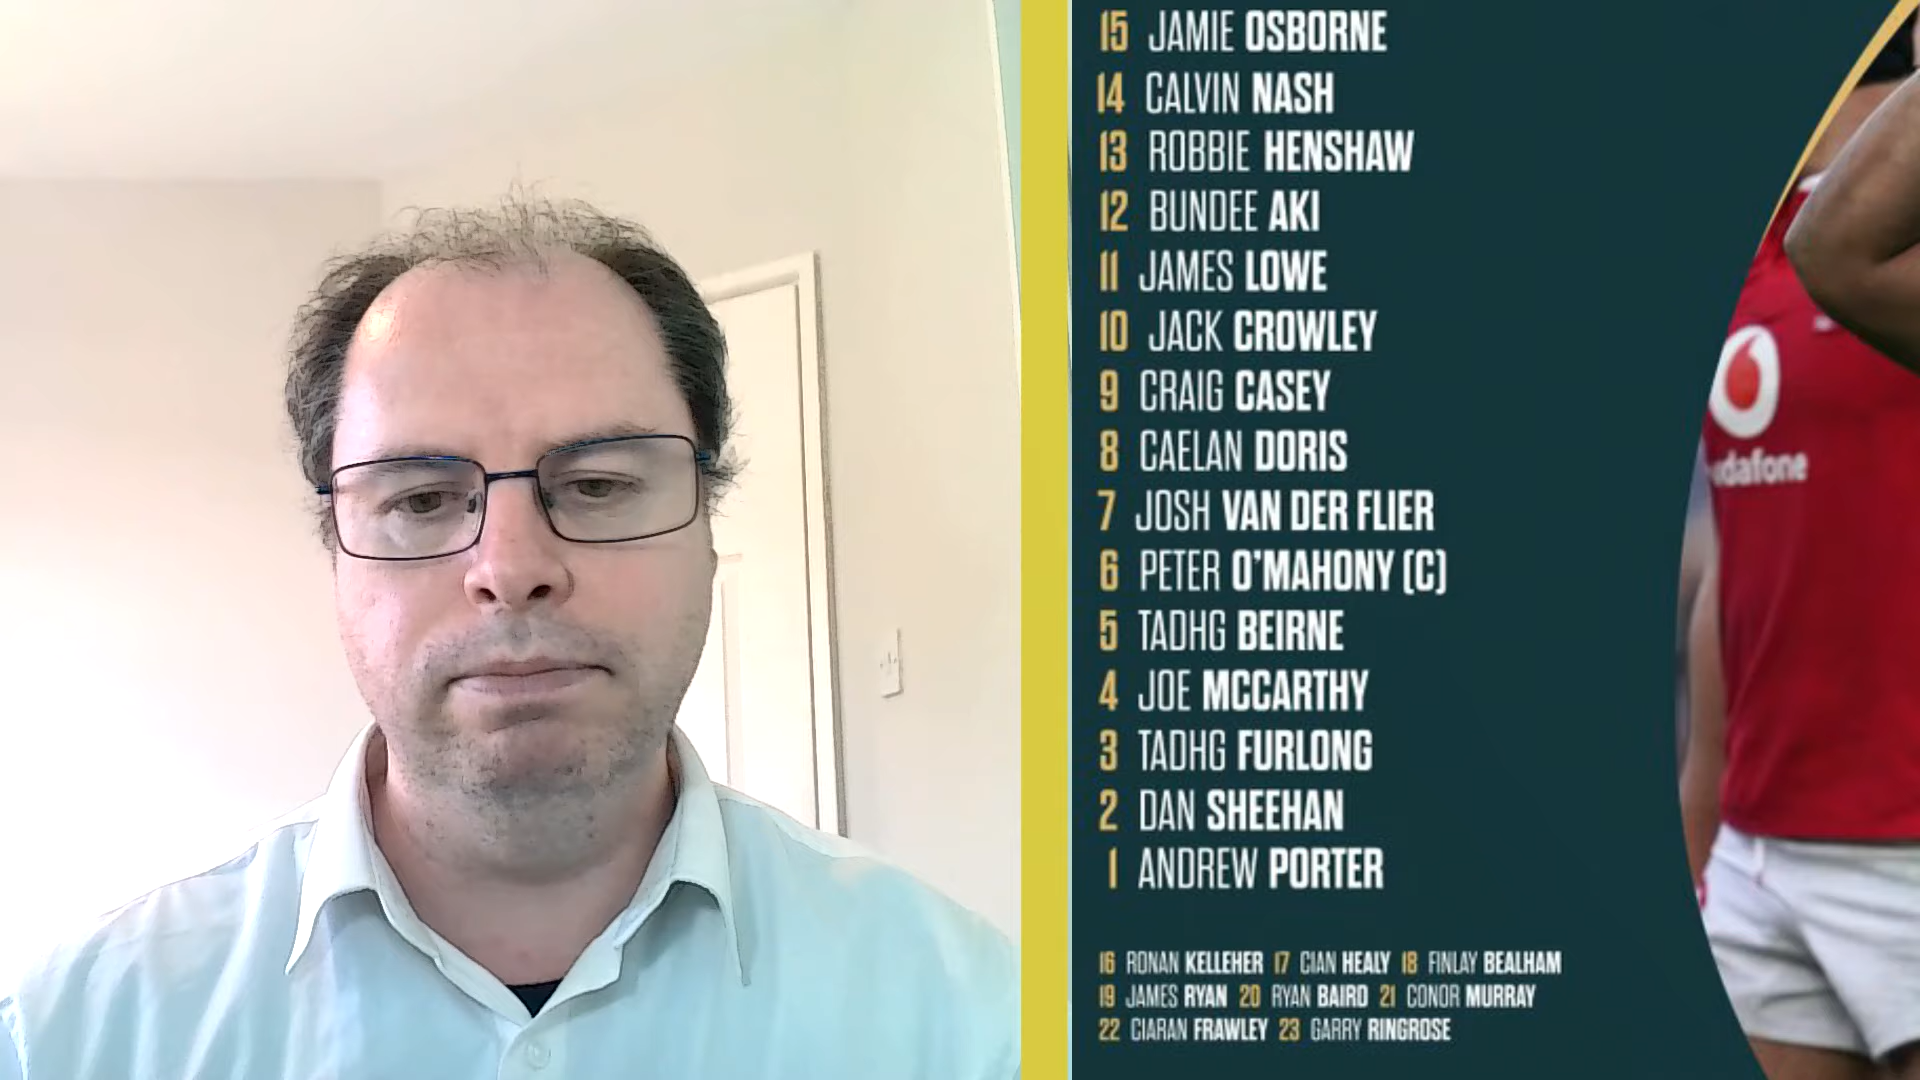 15 JAMIE OSBORNE
14 CALVIN NASH
13 ROBBIE HENSHAW
12 BUNDEE AKI
11 JAMES LOWE
10 JACK CROWLEY
9 CRAIG CASEY
8 CAELAN DORIS
7 JOSH VAN DER FLIER
6 PETER O'MAHONY (C)
5 TADHG BEIRNE
4 JOE MCCARTHY
3 TADHG FURLONG
2 DAN SHEEHAN
1 ANDREW PORTER
16 RONAN KELLEHER 17 CIAN HEALY 18 FINLAY BEALHAM
19 JAMES RYAN 20 RYAN BAIRD 21 CONOR MURRAY
22 CIARAN FRAWLEY 23 GARRY RINGROSE
vodafone